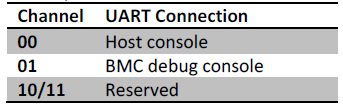 Channel UART Connection
00 Host console
01 BMC debug console
10/11 Reserved